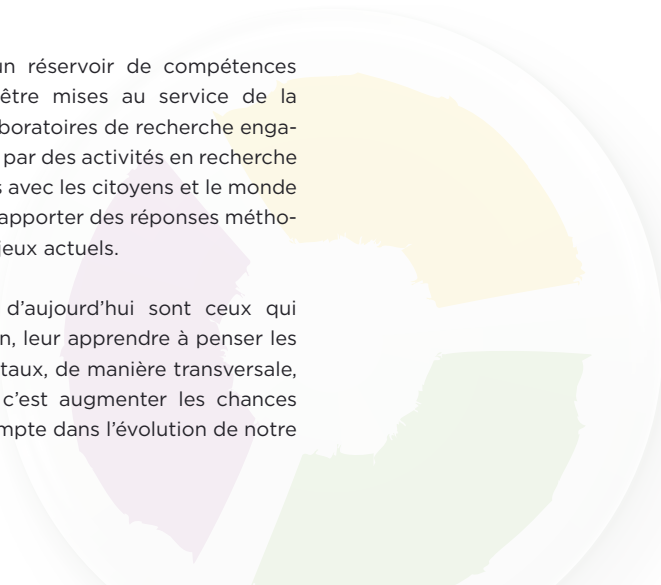 un réservoir de compétences
être mises au service de la
boratoires de recherche enga-
par des activités en recherche
s avec les citoyens et le monde
apporter des réponses métho-
jeux actuels.
d’aujourd’hui sont ceux qui
n, leur apprendre à penser les
taux, de manière transversale,
c’est augmenter les chances
mpte dans l’évolution de notre